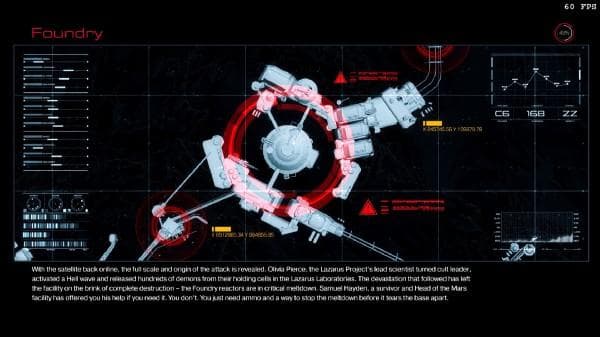 60 FPS
Foundry
C6 16B ZZ
With the satellite back online, the full scale and origin of the attack is revealed. Olivia Pierce, the Lazarus Project's lead scientist turned cult leader,
activated a Hell wave and released hundreds of demons from their holding cells in the Lazarus Laboratories. The devastation that followed has left
the facility on the brink of complete destruction – the Foundry reactors are in critical meltdown. Samuel Hayden, a survivor and Head of the Mars
facility has offered you his help if you need it. You don't. You just need ammo and a way to stop the meltdown before it tears the base apart.